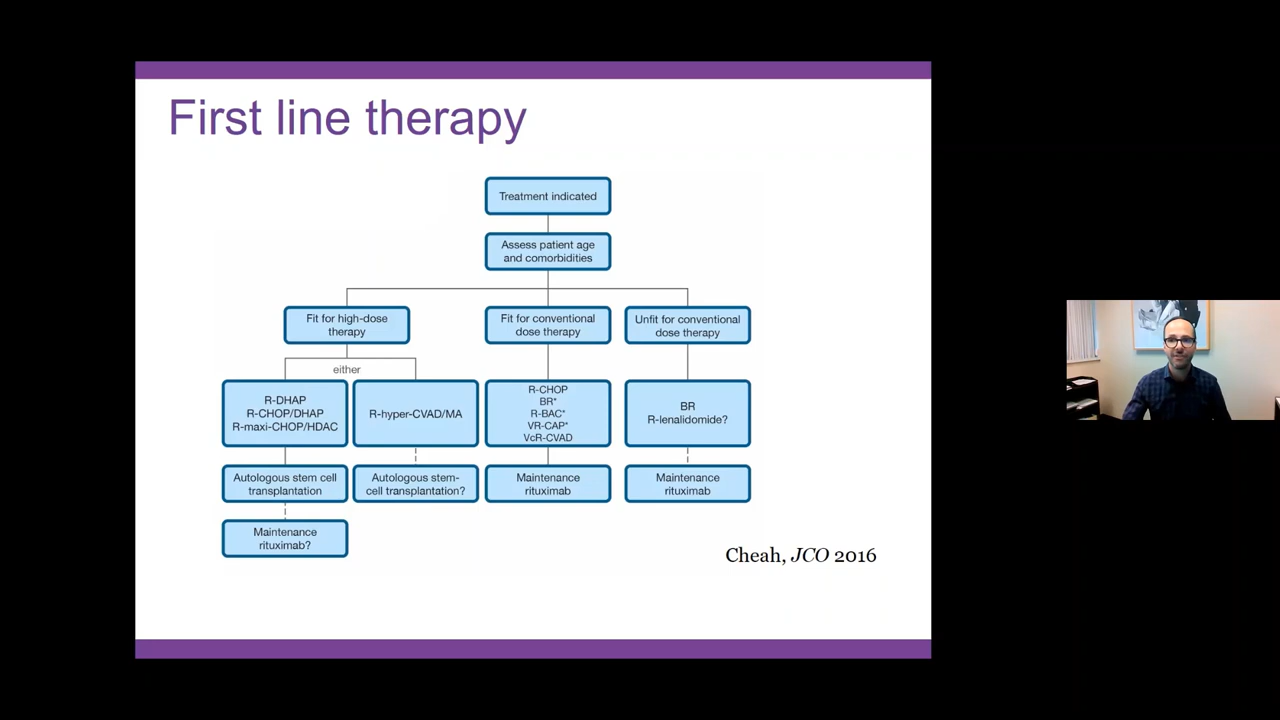 First line therapy
Treatment indicated
Assess patient age
and comorbidities
Fit for high-dose
therapy
Fit for conventional
dose therapy
Unfit for conventional
dose therapy
either
R-DHAP
R-CHOP/DHAP
R-maxi-CHOP/HDAC
R-hyper-CVAD/MA
R-CHOP
BR*
R-BAC*
VR-CAP*
VcR-CVAD
BR
R-lenalidomide?
Autologous stem cell
transplantation
Autologous stem-
cell transplantation?
Maintenance
rituximab
Maintenance
rituximab
Maintenance
rituximab?
Cheah, JCO 2016